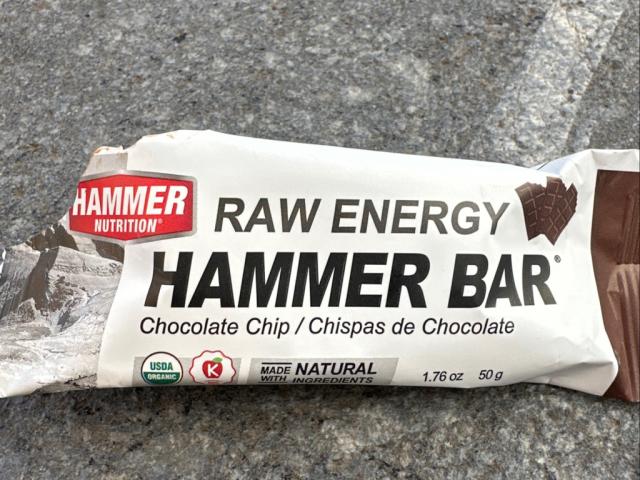 HAMMER
NUTRITION®
RAW ENERGY
HAMMER BAR®
Chocolate Chip / Chispas de Chocolate
USDA
ORGANIC
K
MADE WITH NATURAL INGREDIENTS
1.76 oz 50 g